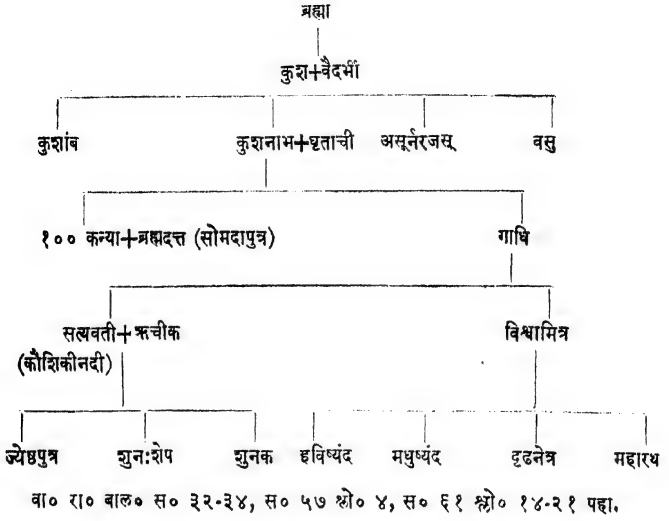 ब्रह्मा
कुश+वैदर्भी
कुशांब कुशनाभ+घृताची असूर्नरजस् वसु
१०० कन्या+ब्रह्मदत्त (सोमदापुत्र) गाधि
सत्यवती+ऋचीक विश्वामित्र
(कौशिकीनदी)
ज्येष्ठपुत्र शुनःशेप शुनक हविष्यंद मधुष्यंद दृढनेत्र महारथ
वा० रा० बाल० स० ३२-३४, स० ५७ श्लो० ४, स० ६१ श्लो० १४-२१ पहा.